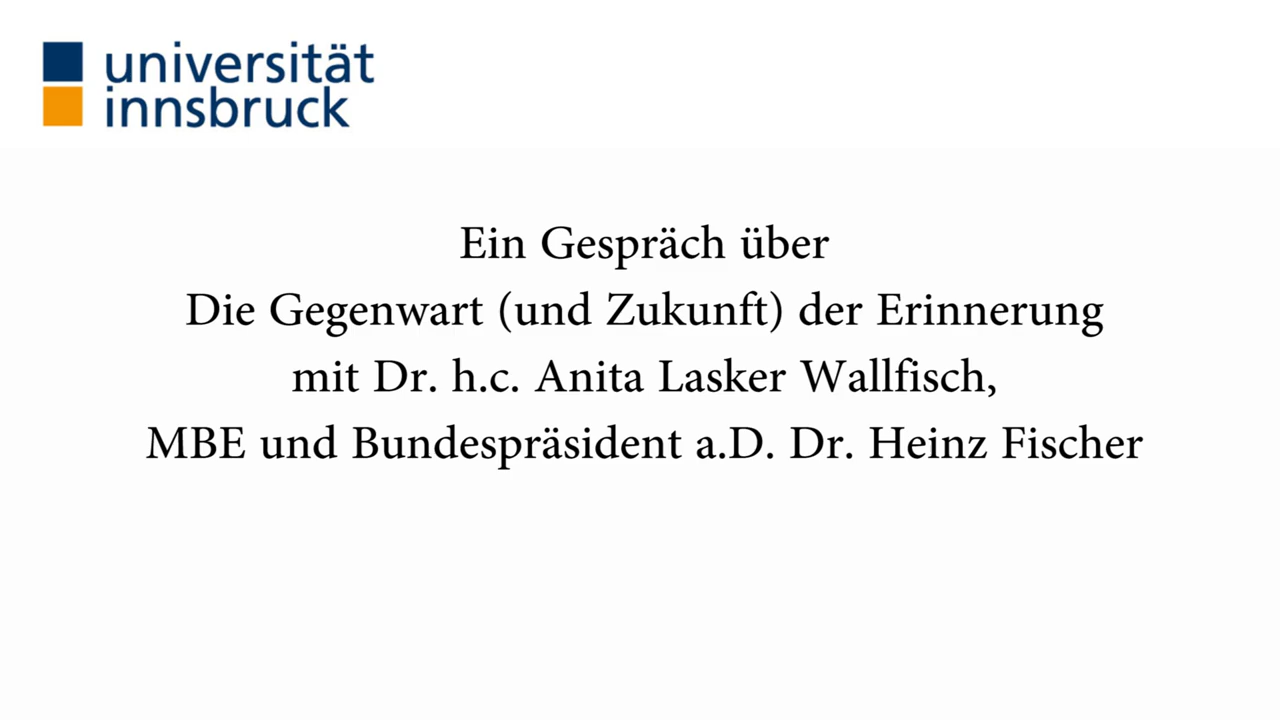 universität
innsbruck
Ein Gespräch über
Die Gegenwart (und Zukunft) der Erinnerung
mit Dr. h.c. Anita Lasker Wallfisch,
MBE und Bundespräsident a.D. Dr. Heinz Fischer